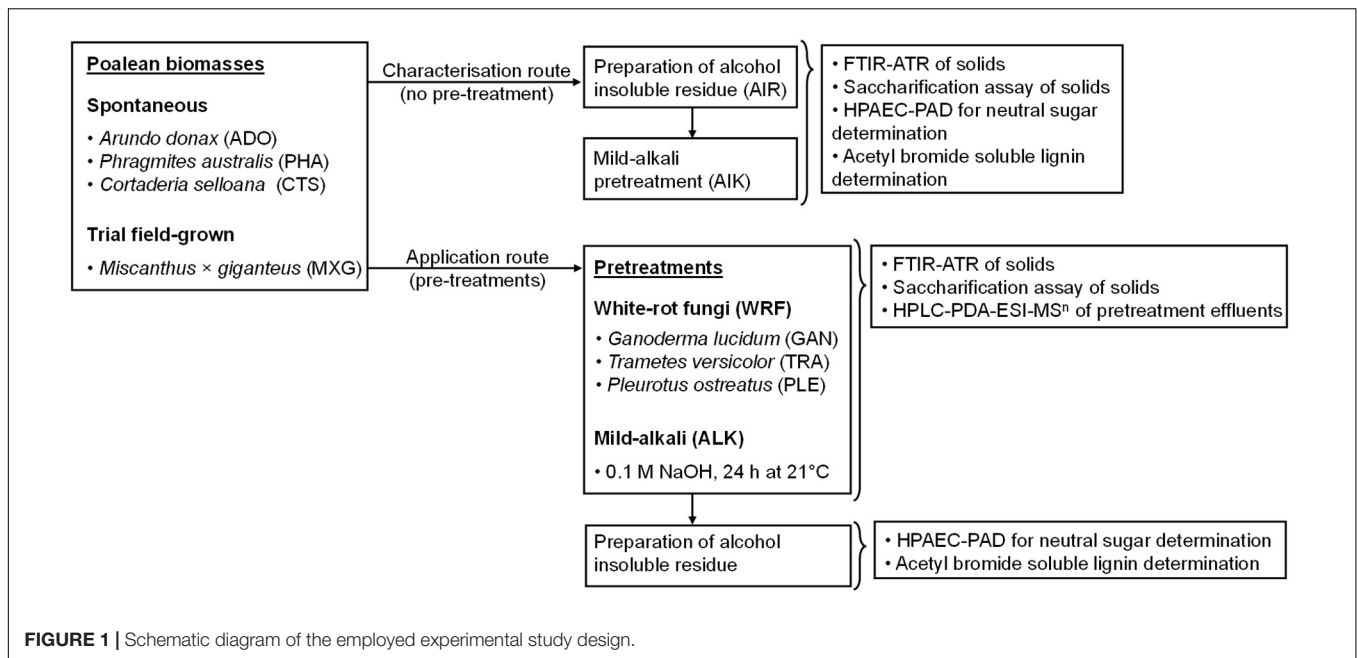 Poalean biomasses
Spontaneous
• Arundo donax (ADO)
• Phragmites australis (PHA)
• Cortaderia selloana (CTS)
Trial field-grown
• Miscanthus × giganteus (MXG)
Characterisation route
(no pre-treatment)
Preparation of alcohol
insoluble residue (AIR)
Mild-alkali
pretreatment (AIK)
• FTIR-ATR of solids
• Saccharification assay of solids
• HPAEC-PAD for neutral sugar
determination
• Acetyl bromide soluble lignin
determination
Application route
(pre-treatments)
Pretreatments
White-rot fungi (WRF)
• Ganoderma lucidum (GAN)
• Trametes versicolor (TRA)
• Pleurotus ostreatus (PLE)
Mild-alkali (ALK)
• 0.1 M NaOH, 24 h at 21°C
• FTIR-ATR of solids
• Saccharification assay of solids
• HPLC-PDA-ESI-MSⁿ of pretreatment effluents
Preparation of alcohol
insoluble residue
• HPAEC-PAD for neutral sugar determination
• Acetyl bromide soluble lignin determination
FIGURE 1 | Schematic diagram of the employed experimental study design.